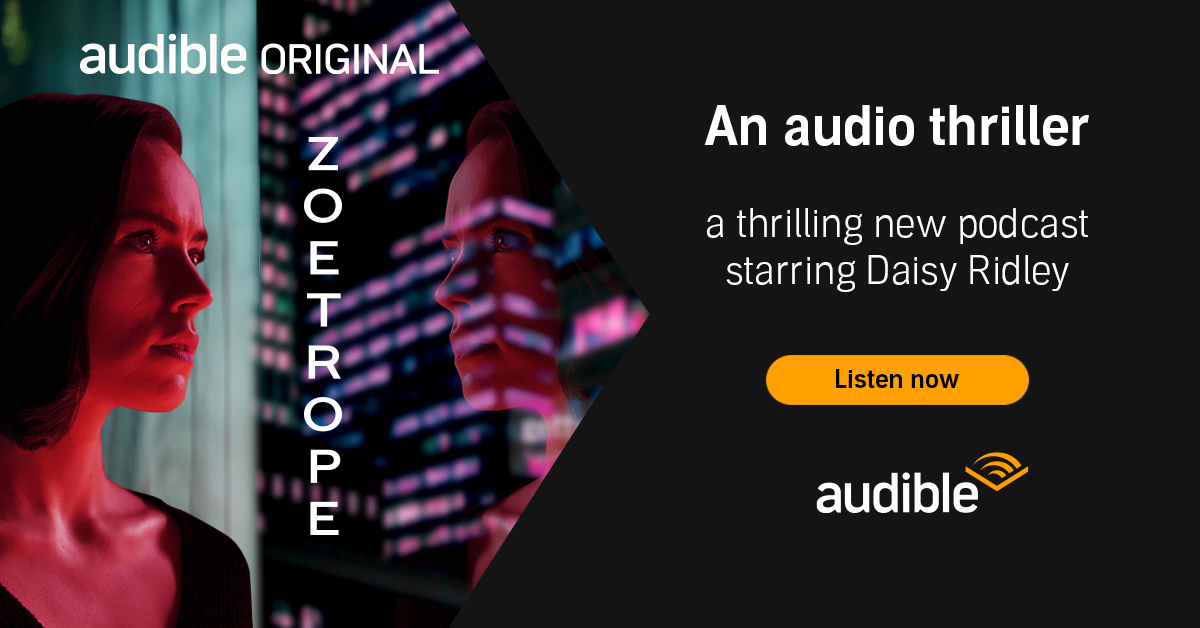 audible ORIGINAL
ZOETROPE
An audio thriller
a thrilling new podcast
starring Daisy Ridley
Listen now
audible